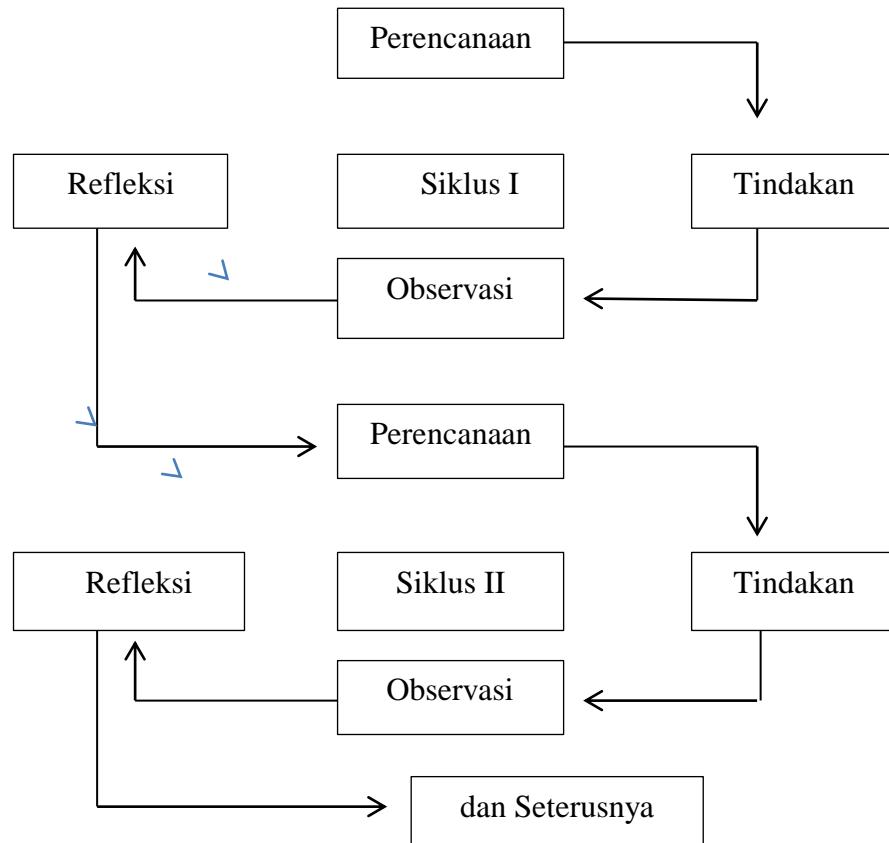 Perencanaan
Refleksi
Siklus I
Tindakan
Observasi
Perencanaan
Refleksi
Siklus II
Tindakan
Observasi
dan Seterusnya